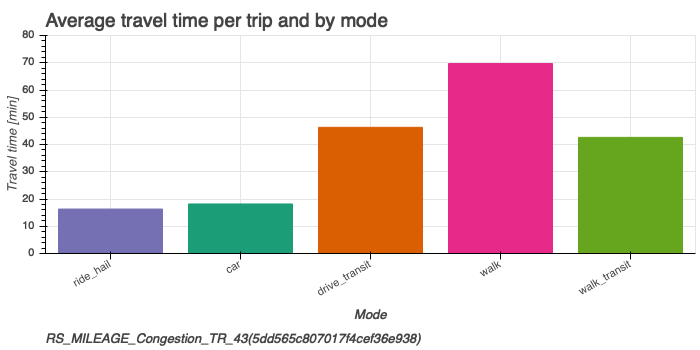 Average travel time per trip and by mode
80
70
60
50
40
30
20
10
0
Travel time [min]
ride_hail
car
drive_transit
walk
walk_transit
Mode
RS_MILEAGE_Congestion_TR_43(5dd565c807017f4cef36e938)